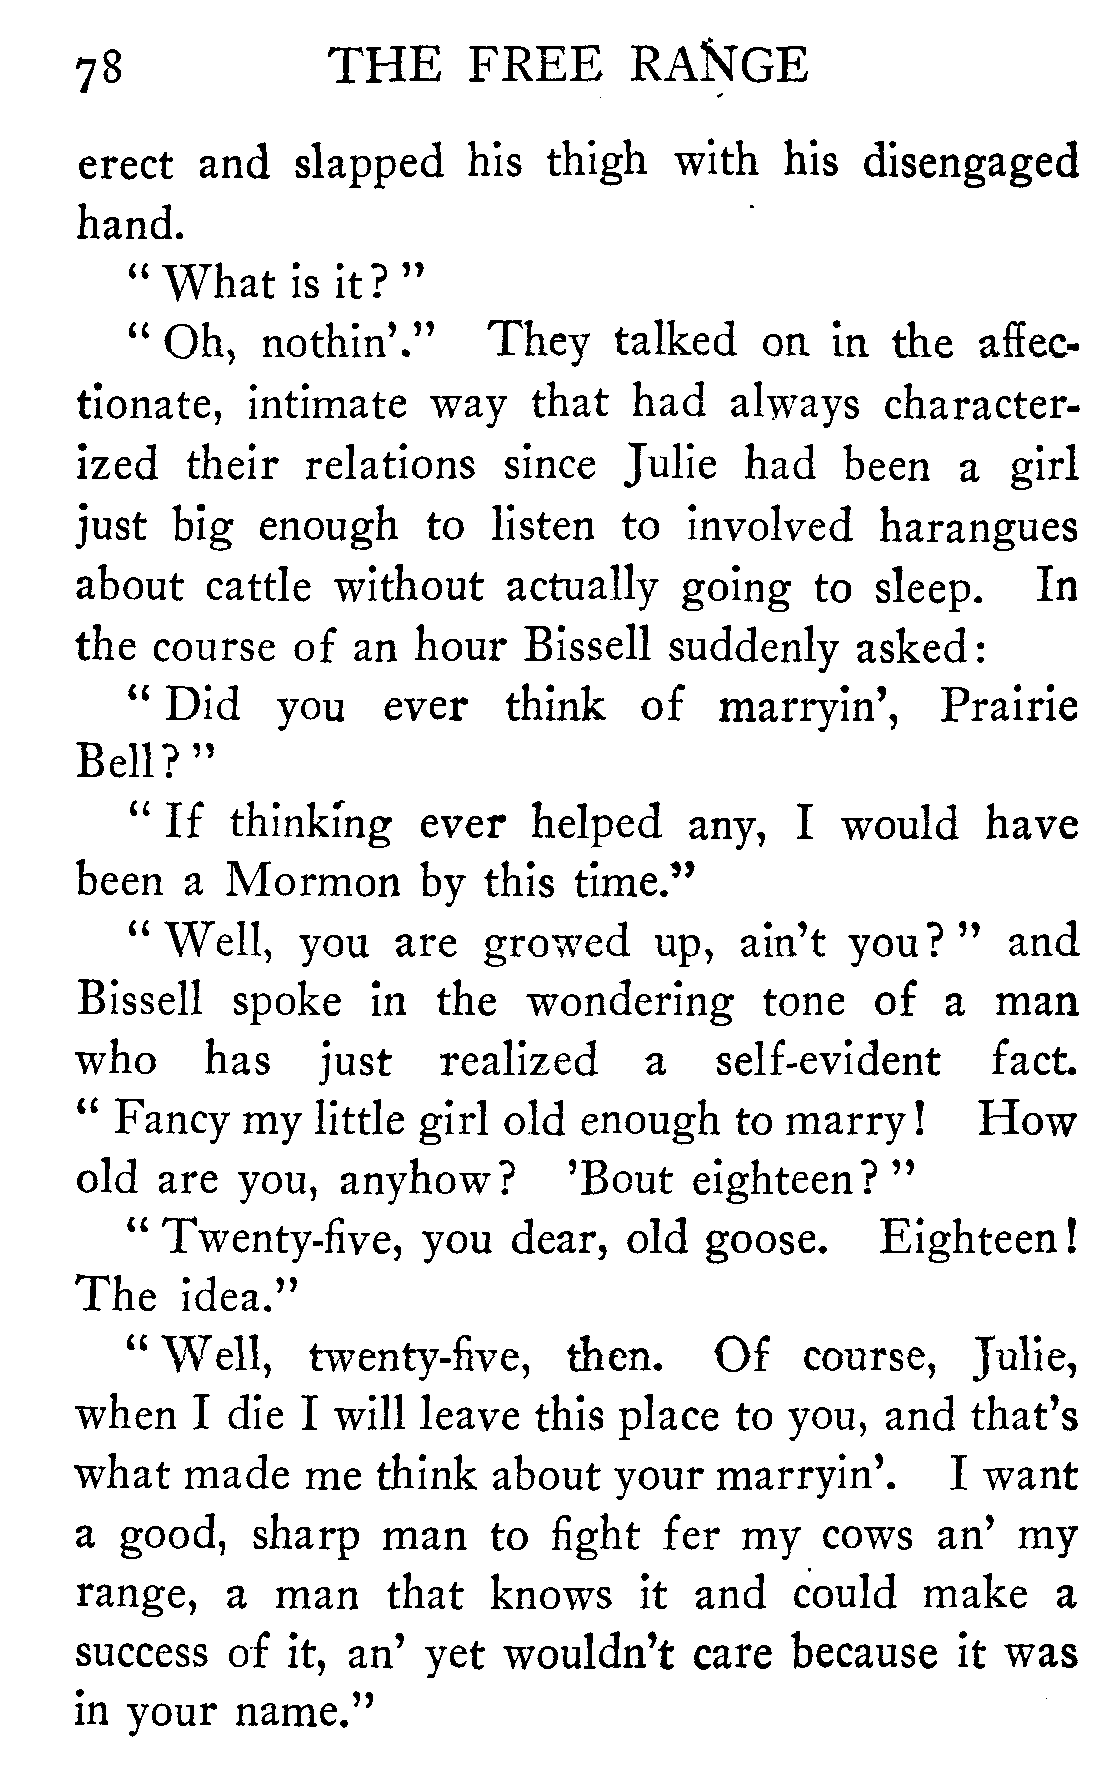 78 THE FREE RANGE
erect and slapped his thigh with his disengaged
hand.
“ What is it? ”
“ Oh, nothin’.” They talked on in the affec-
tionate, intimate way that had always character-
ized their relations since Julie had been a girl
just big enough to listen to involved harangues
about cattle without actually going to sleep. In
the course of an hour Bissell suddenly asked:
“ Did you ever think of marryin’, Prairie
Bell? ”
“ If thinking ever helped any, I would have
been a Mormon by this time.”
“ Well, you are growed up, ain’t you? ” and
Bissell spoke in the wondering tone of a man
who has just realized a self-evident fact.
“ Fancy my little girl old enough to marry! How
old are you, anyhow? ’Bout eighteen? ”
“ Twenty-five, you dear, old goose. Eighteen!
The idea.”
“ Well, twenty-five, then. Of course, Julie,
when I die I will leave this place to you, and that’s
what made me think about your marryin’. I want
a good, sharp man to fight fer my cows an’ my
range, a man that knows it and could make a
success of it, an’ yet wouldn’t care because it was
in your name.”